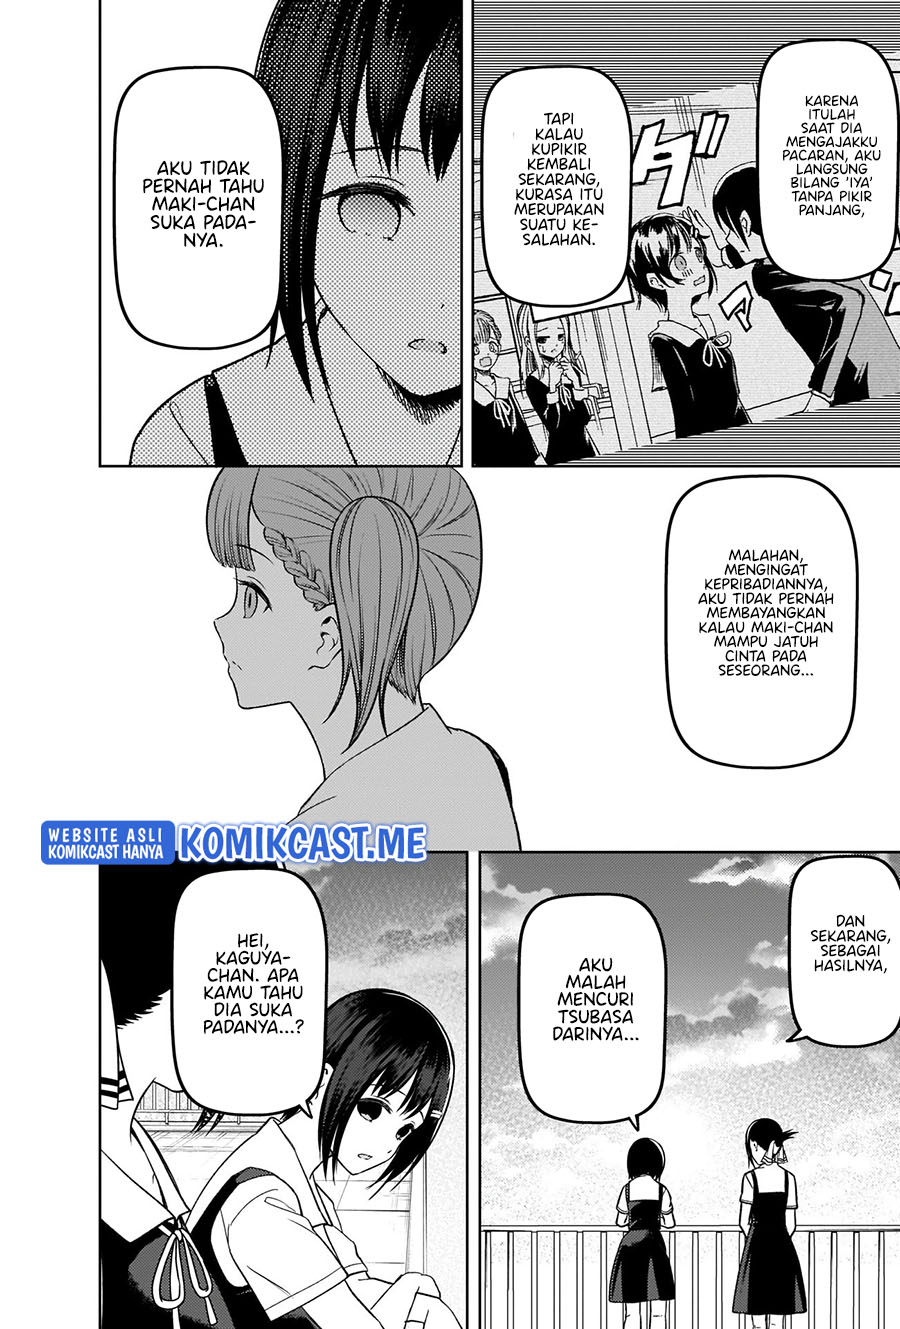 KARENA
ITULAH
SAAT DIA
MENGAJAKKU
PACARAN, AKU
LANGSUNG
BILANG 'IYA'
TANPA PIKIR
PANJANG,
TAPI
KALAU
KUPIKIR
KEMBALI
SEKARANG,
KURASA ITU
MERUPAKAN
SUATU KE-
SALAHAN.
AKU TIDAK
PERNAH TAHU
MAKI-CHAN
SUKA PADA-
NYA.
MALAHAN,
MENGINGAT
KEPRIBADIANNYA,
AKU TIDAK PERNAH
MEMBAYANGKAN
KALAU MAKI-CHAN
MAMPU JATUH
CINTA PADA
SESEORANG...
WEBSITE ASLI
KOMIKCAST HANYA
KOMIKCAST.ME
DAN
SEKARANG,
SEBAGAI
HASILNYA,
AKU
MALAH
MENCURI
TSUBASA
DARINYA...
HEI,
KAGUYA-
CHAN. APA
KAMU TAHU
DIA SUKA
PADANYA...?